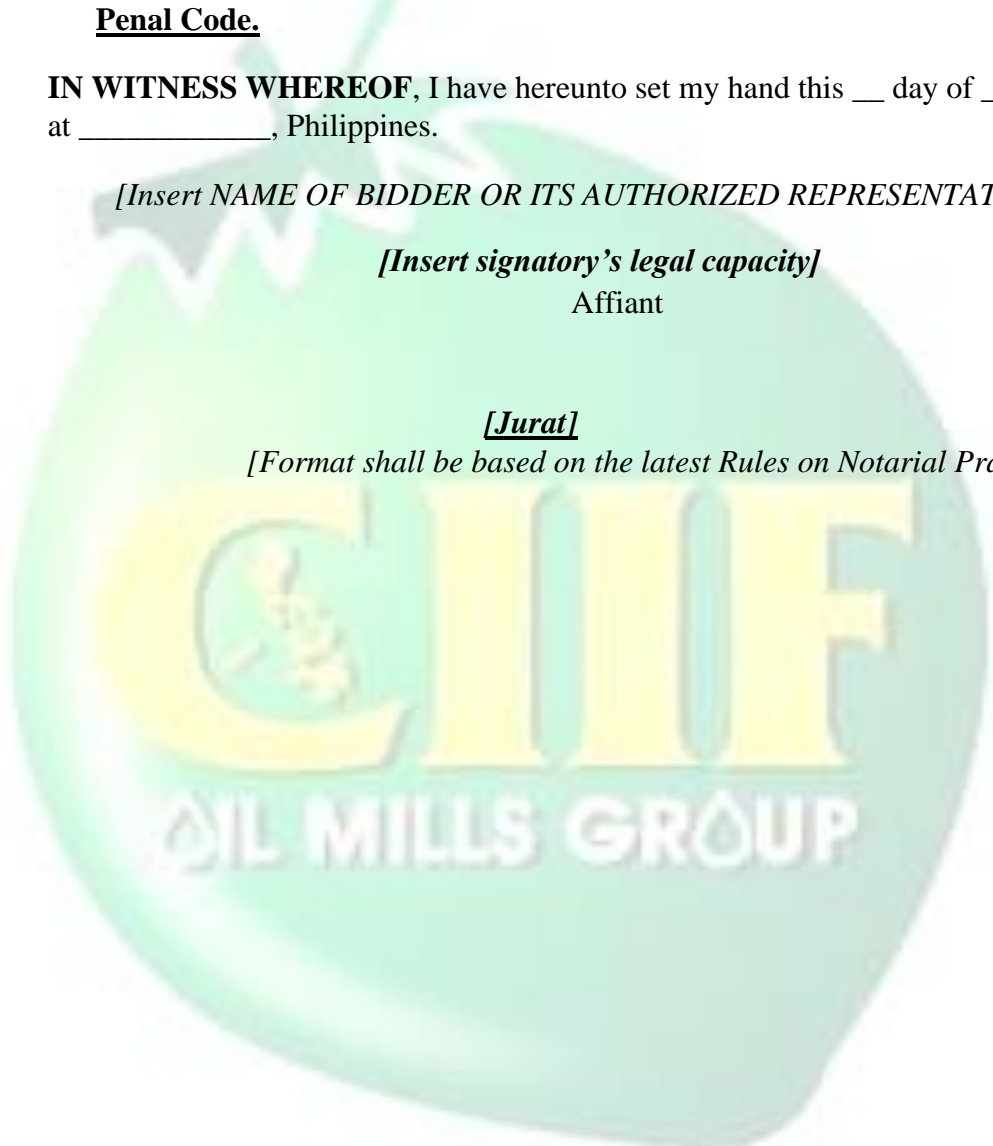 Penal Code.
IN WITNESS WHEREOF, I have hereunto set my hand this __ day of _
at ____________, Philippines.
[Insert NAME OF BIDDER OR ITS AUTHORIZED REPRESENTAT
[Insert signatory’s legal capacity]
Affiant
[Jurat]
[Format shall be based on the latest Rules on Notarial Pra
CIIF
OIL MILLS GROUP